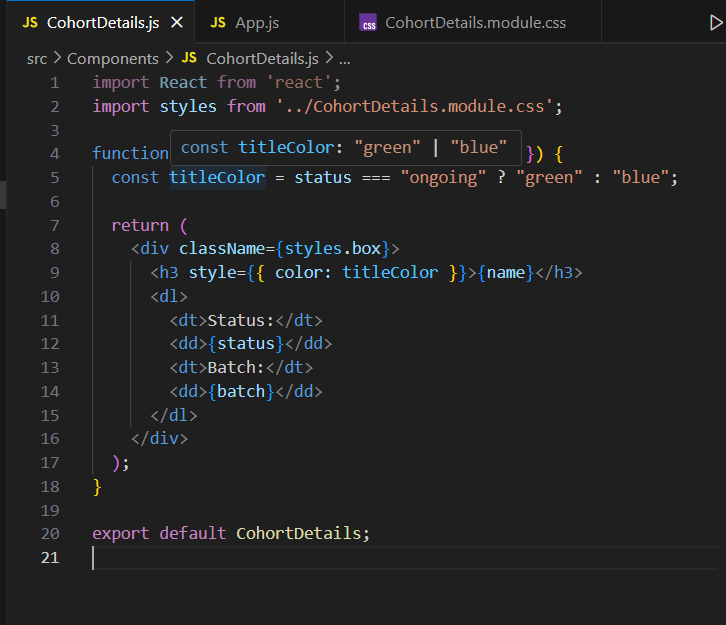 JS CohortDetails.js × JS App.js css CohortDetails.module.css
src > Components > JS CohortDetails.js > ...
1 import React from 'react';
2 import styles from '../CohortDetails.module.css';
3
const titleColor: "green" | "blue"
4 function }) {
5 const titleColor = status === "ongoing" ? "green" : "blue";
6
7 return (
8 <div className={styles.box}>
9 <h3 style={{ color: titleColor }}>{name}</h3>
10 <dl>
11 <dt>Status:</dt>
12 <dd>{status}</dd>
13 <dt>Batch:</dt>
14 <dd>{batch}</dd>
15 </dl>
16 </div>
17 );
18 }
19
20 export default CohortDetails;
21